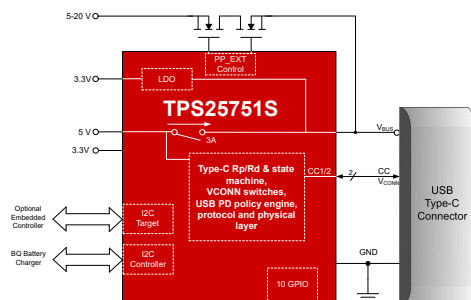 5-20 V
PP_EXT
Control
3.3V
LDO
TPS25751S
5 V
3A
3.3V
VBUS
Type-C Rp/Rd & state
machine,
VCONN switches,
USB PD policy engine,
protocol and physical
layer
CC1/2
2
CC
VCONN
USB
Type-C
Connector
Optional
Embedded
Controller
I2C
Target
BQ Battery
Charger
I2C
Controller
GND
10 GPIO